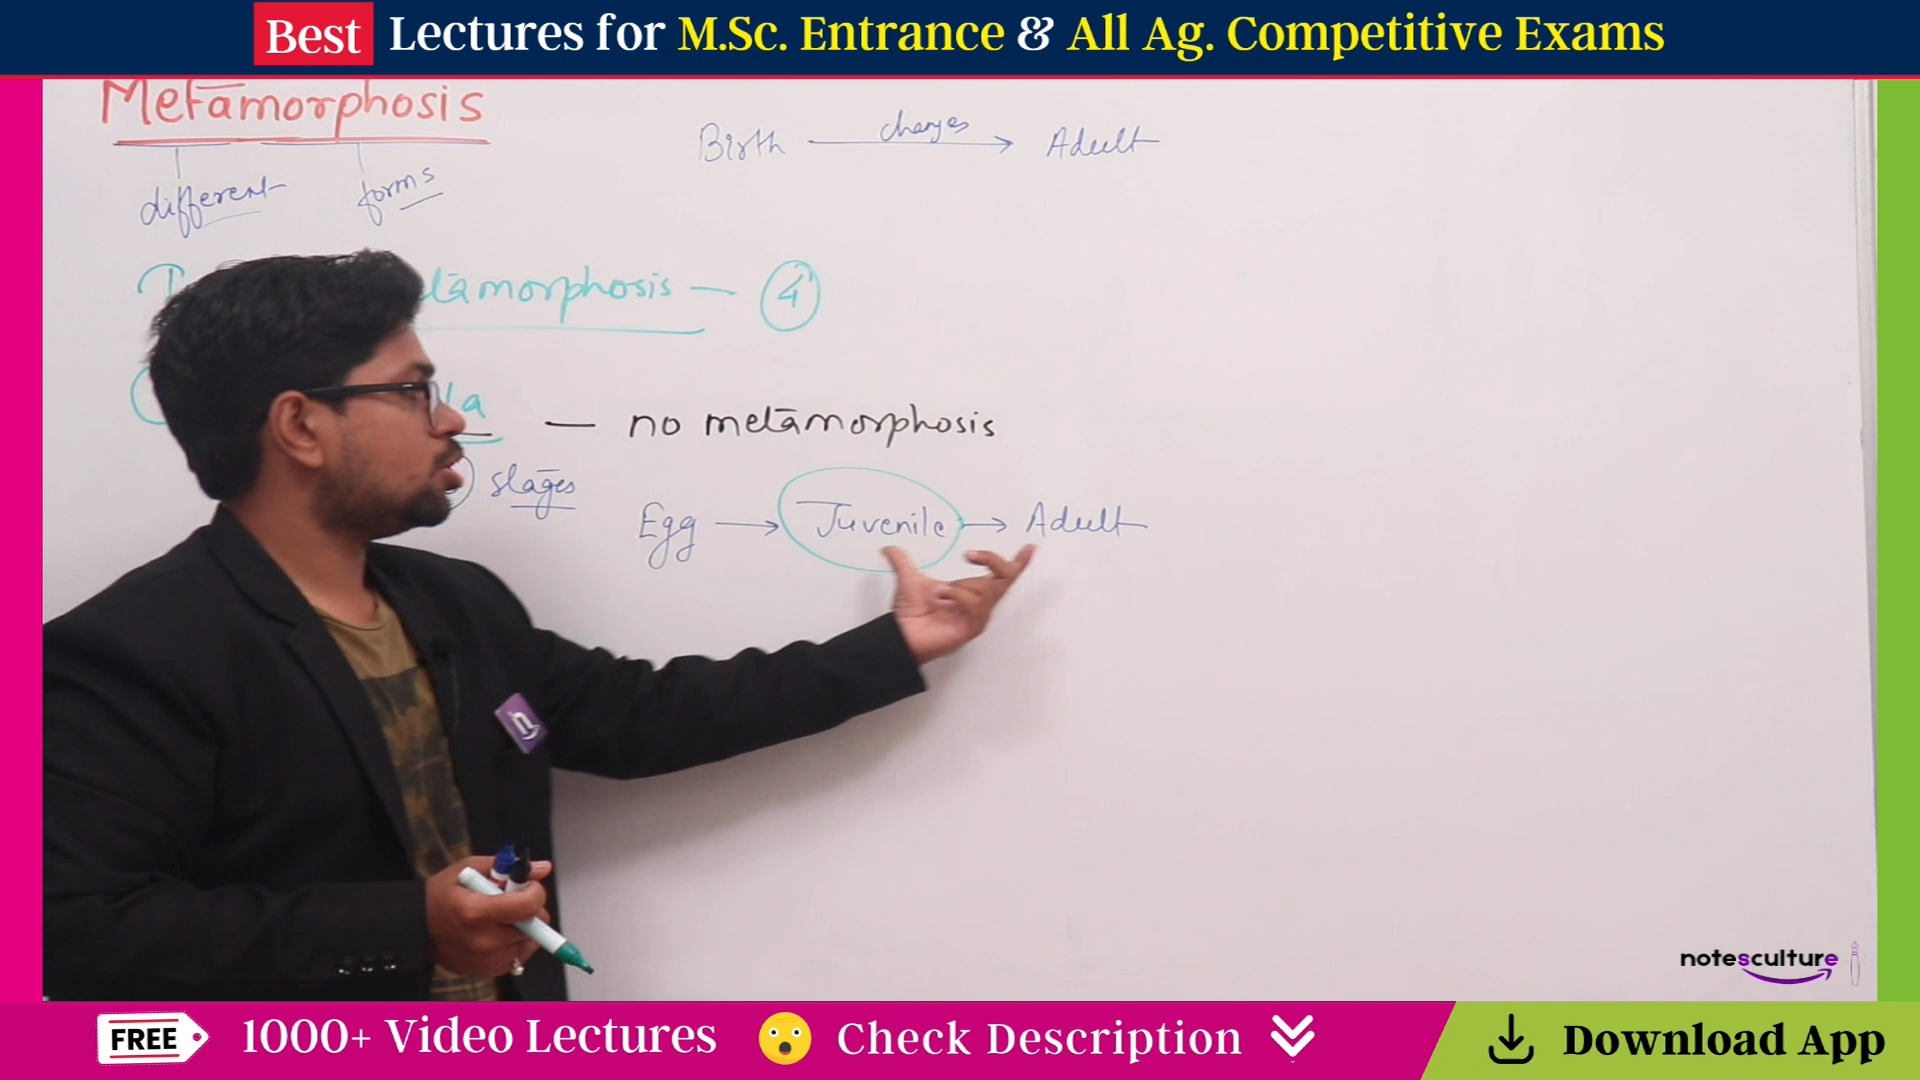 Best Lectures for M.Sc. Entrance & All Ag. Competitive Exams
Metamorphosis
different forms
Birth changes Adult
metamorphosis — 4
— no metamorphosis
stages
Egg → Juvenile → Adult
notesculture
FREE 1000+ Video Lectures Check Description Download App